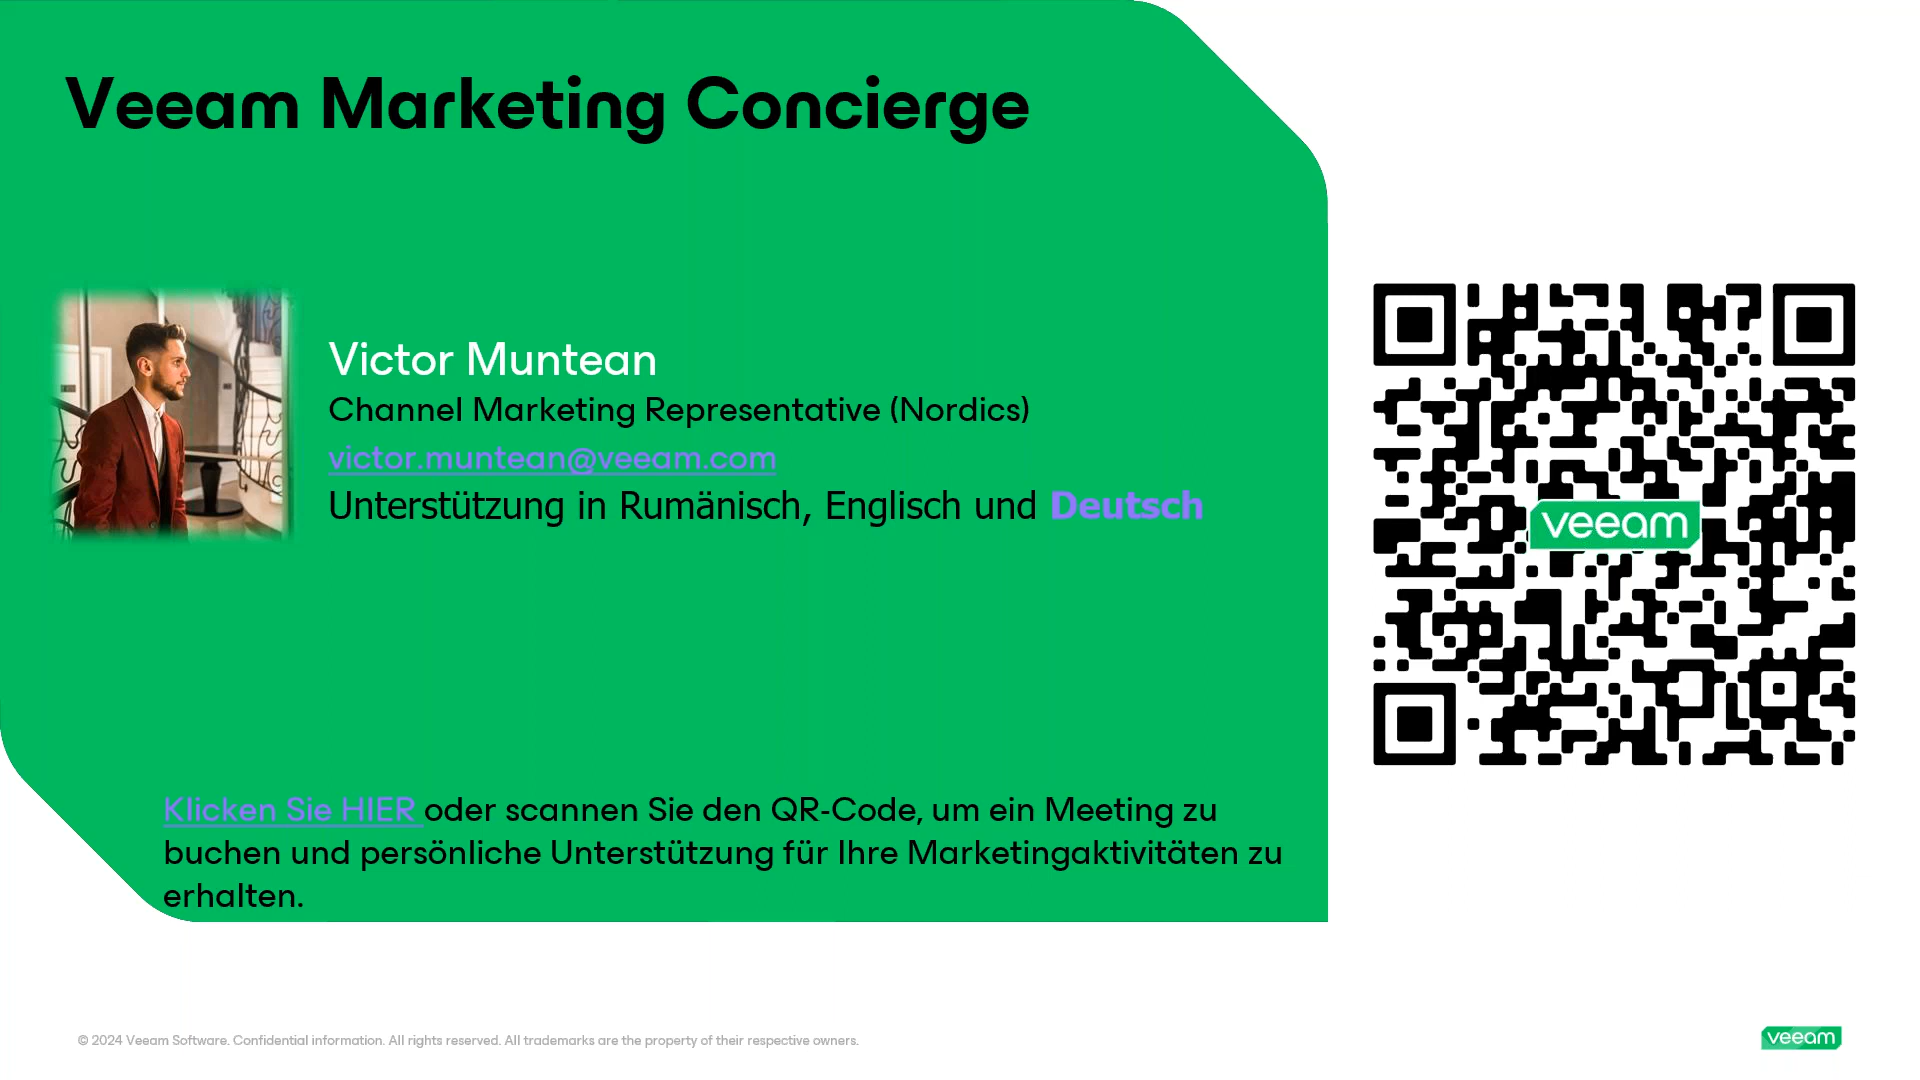 Veeam Marketing Concierge
Victor Muntean
Channel Marketing Representative (Nordics)
victor.muntean@veeam.com
Unterstützung in Rumänisch, Englisch und Deutsch
veeam
Klicken Sie HIER oder scannen Sie den QR-Code, um ein Meeting zu
buchen und persönliche Unterstützung für Ihre Marketingaktivitäten zu
erhalten.
© 2024 Veeam Software. Confidential information. All rights reserved. All trademarks are the property of their respective owners.
veeam